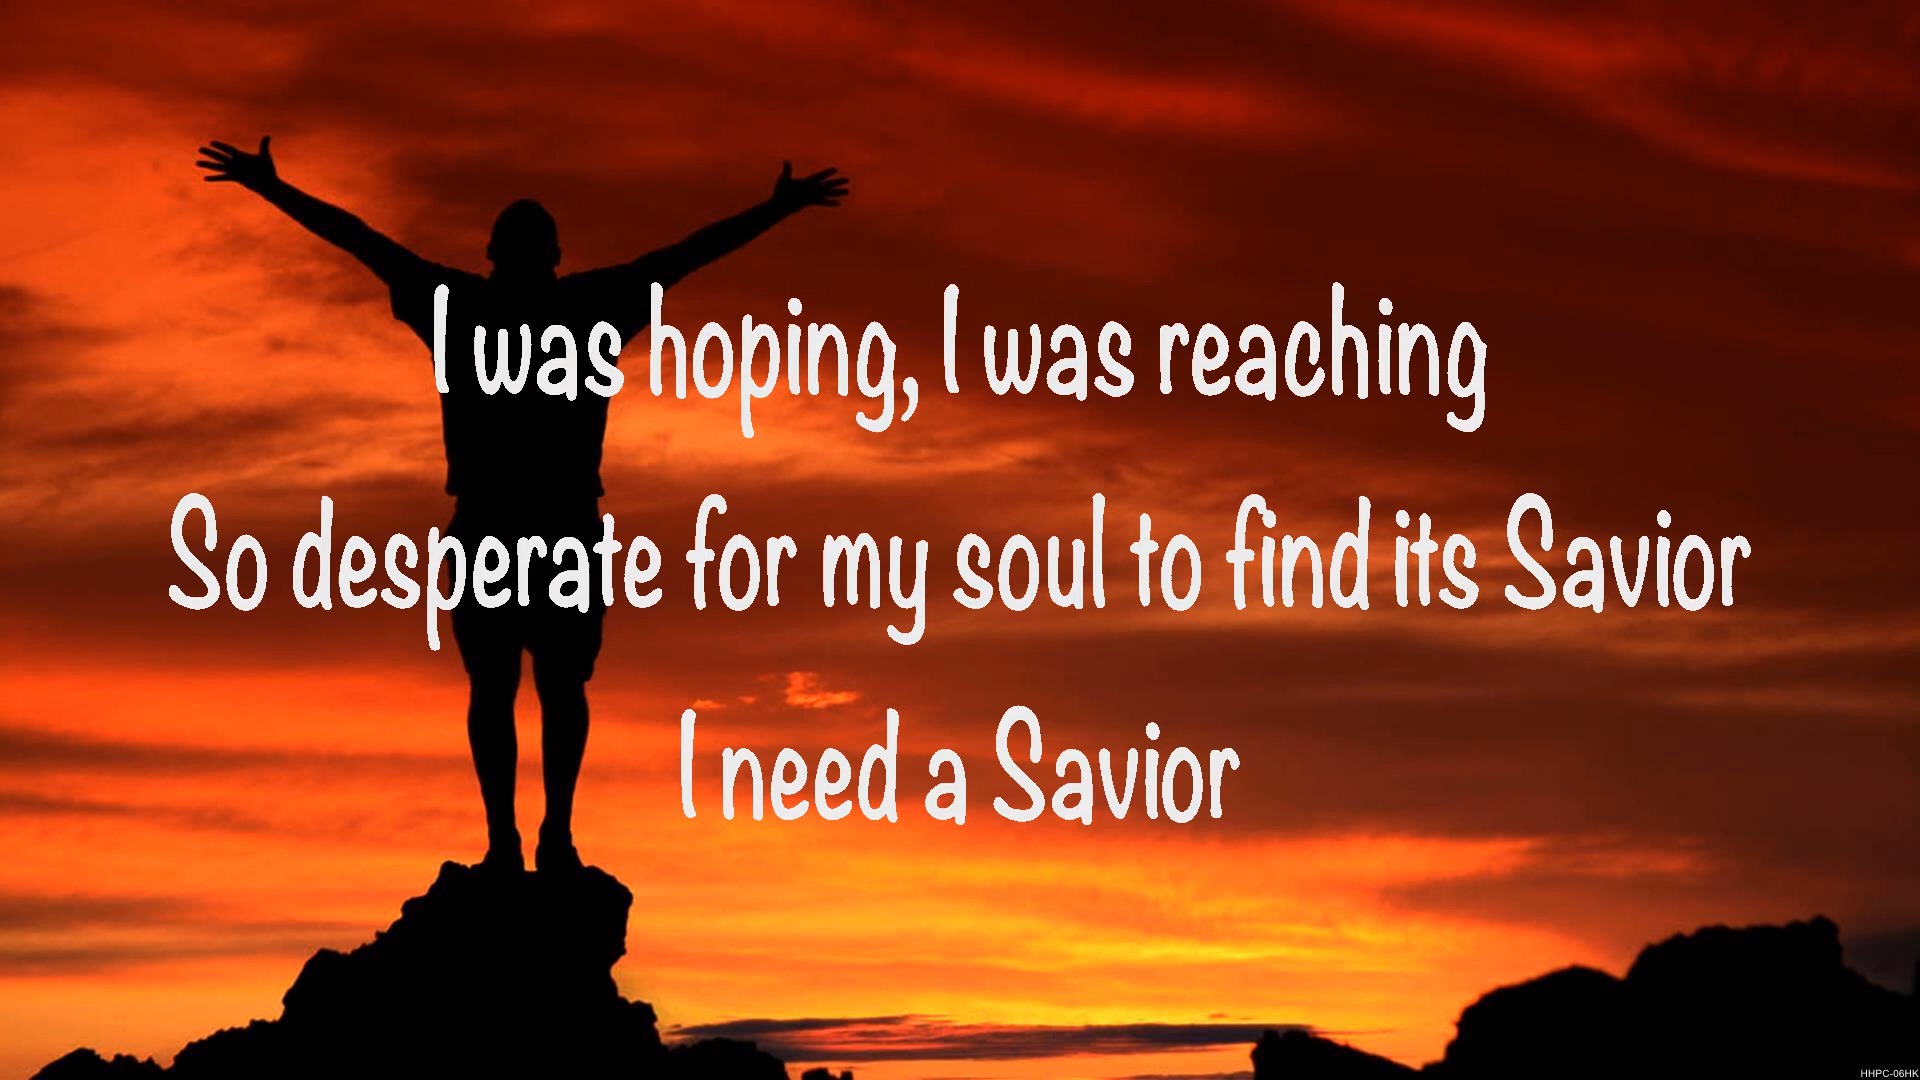 I was hoping, I was reaching
So desperate for my soul to find its Savior
I need a Savior
HHPC-06HK